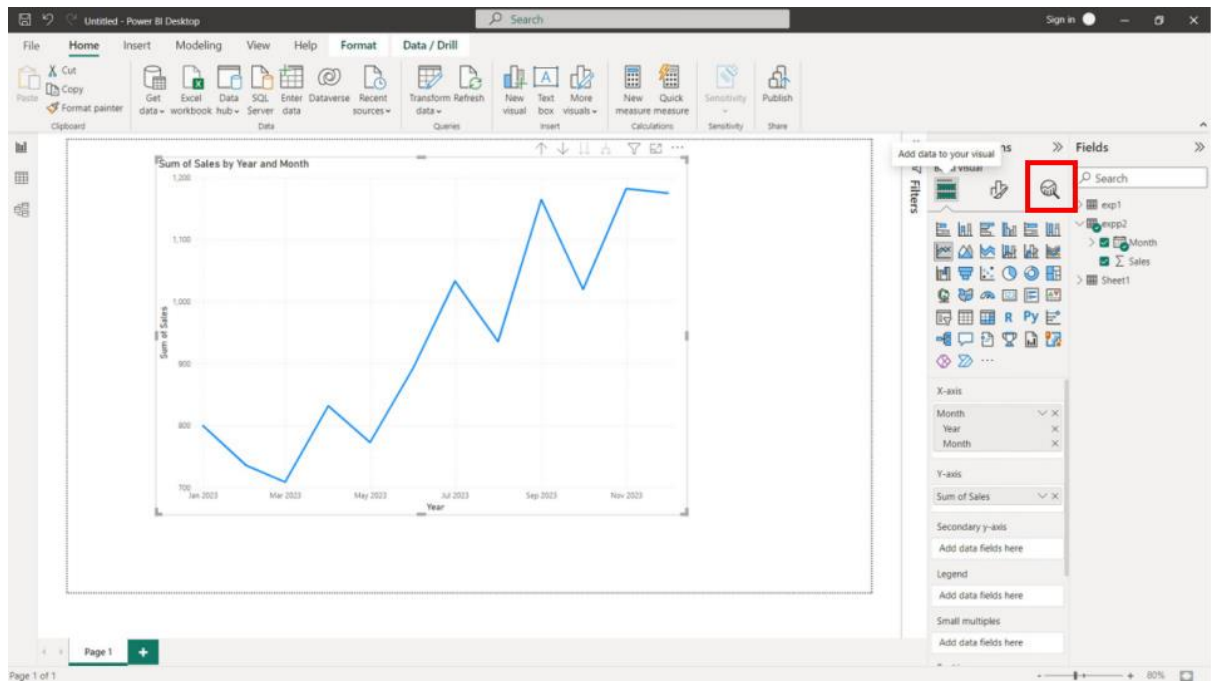 Untitled - Power BI Desktop
Search
Sign in
File Home Insert Modeling View Help Format Data / Drill
Paste
Cut
Copy
Format painter
Clipboard
Get data
Excel workbook
Data hub
SQL Server
Enter data
Dataverse
Recent sources
Data
Transform data
Refresh
Queries
New visual
Text box
More visuals
Insert
New measure
Quick measure
Calculations
Sensitivity
Sensitivity
Publish
Share
Sum of Sales by Year and Month
1,200
1,100
1,000
900
800
700
Sum of Sales
Jan 2023 Mar 2023 May 2023 Jul 2023 Sep 2023 Nov 2023
Year
Filters
Add data to your visual
ns
visual
R
Py
X-axis
Month
Year
Month
Y-axis
Sum of Sales
Secondary y-axis
Add data fields here
Legend
Add data fields here
Small multiples
Add data fields here
Fields
Search
exp1
expp2
Month
Σ Sales
Sheet1
Page 1
+
Page 1 of 1
- + 80%